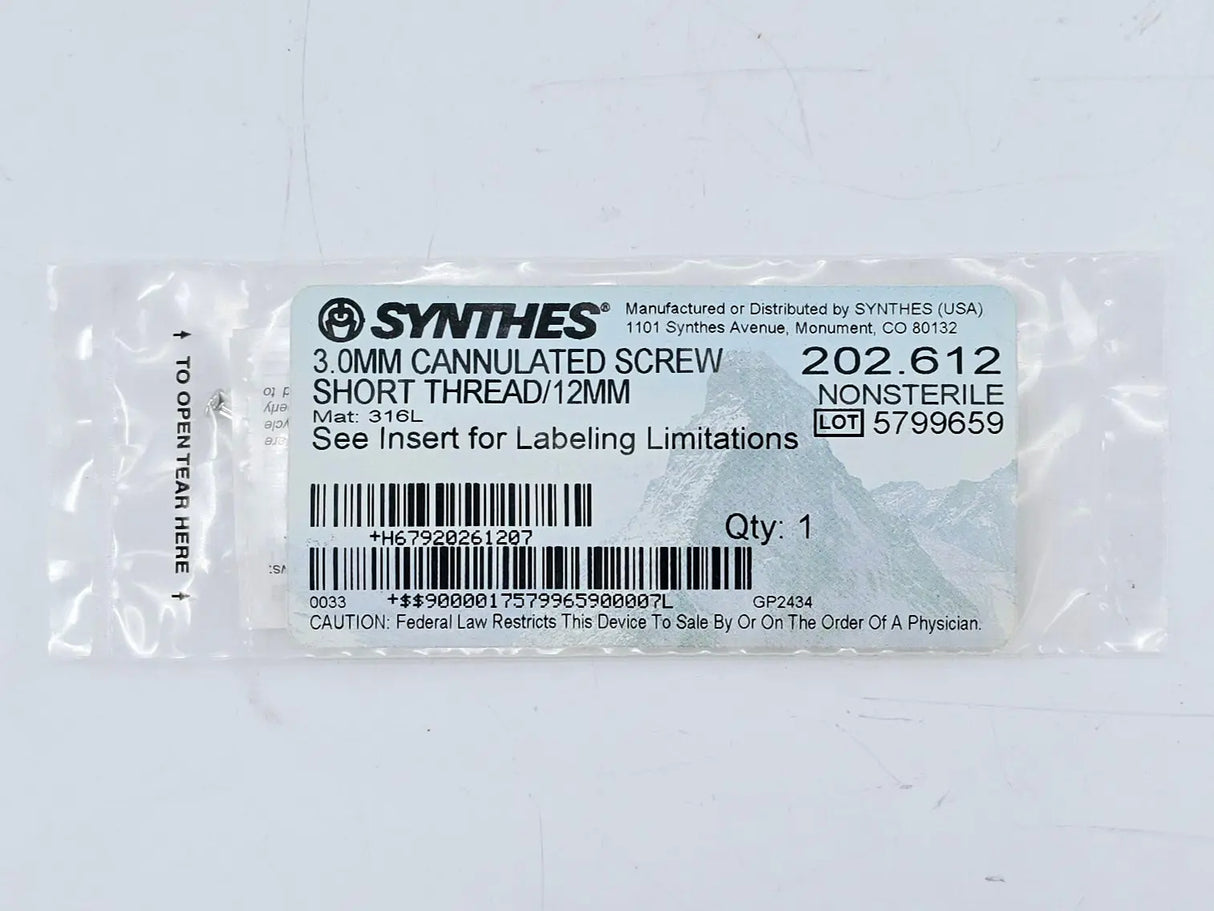 ↑ TO OPEN TEAR HERE ↑
SYNTHES® Manufactured or Distributed by SYNTHES (USA)
1101 Synthes Avenue, Monument, CO 80132
3.0MM CANNULATED SCREW 202.612
SHORT THREAD/12MM NONSTERILE
Mat: 316L LOT 5799659
See Insert for Labeling Limitations
+H67920261207 Qty: 1
0033 +$$9000017579965900007L GP2434
CAUTION: Federal Law Restricts This Device To Sale By Or On The Order Of A Physician.